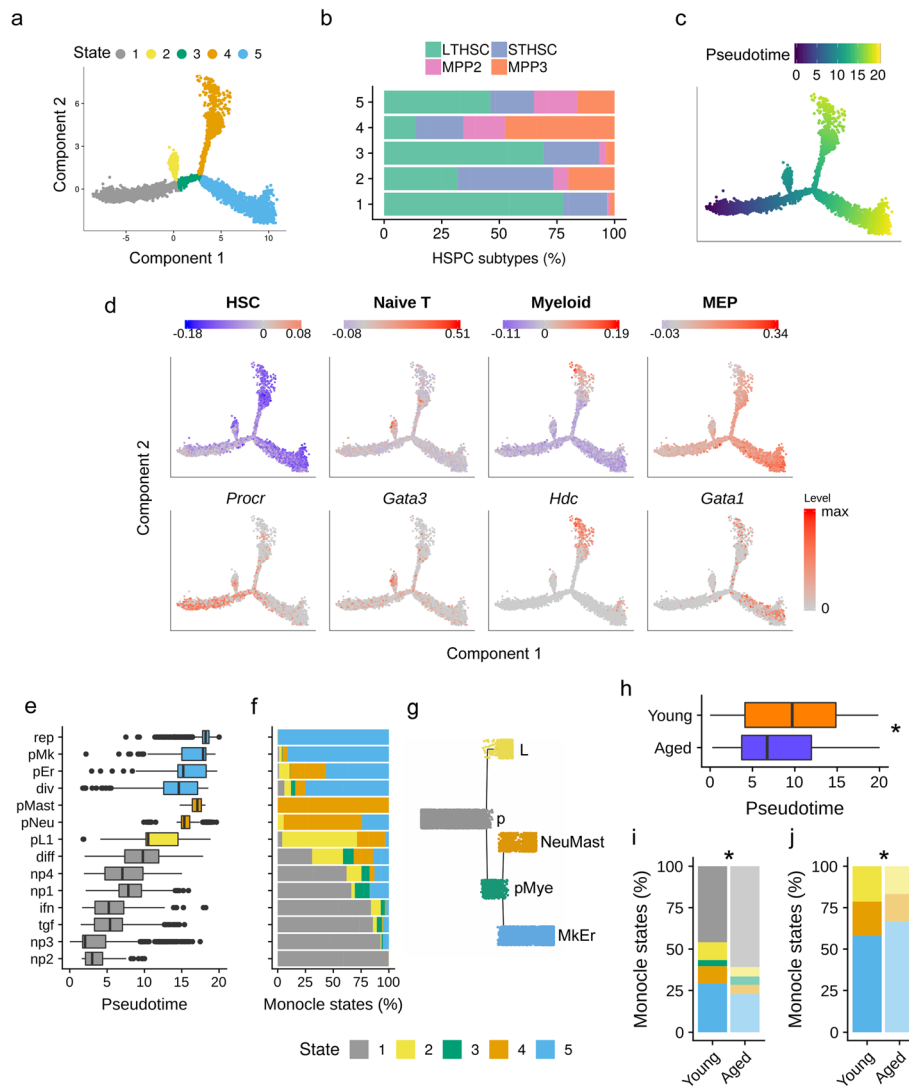 a
State 1 2 3 4 5
Component 2
6
3
0
-5 0 5 10
Component 1
b
LTHSC STHSC
MPP2 MPP3
5
4
3
2
1
0 25 50 75 100
HSPC subtypes (%)
c
Pseudotime
0 5 10 15 20
d
HSC Naive T Myeloid MEP
-0.18 0 0.08 -0.08 0.51 -0.11 0.19 -0.03 0.34
Component 2
Procr Gata3 Hdc Gata1
Level
max
0
Component 1
e
rep
pMk
pEr
div
pMast
pNeu
pL1
diff
np4
np1
ifn
tgf
np3
np2
0 5 10 15 20
Pseudotime
f
0 25 50 75 100
Monocle states (%)
g
L
p
NeuMast
pMye
MkEr
h
Young
Aged
*
0 5 10 15 20
Pseudotime
i
*
Monocle states (%)
100
75
50
25
0
Young Aged
j
*
Monocle states (%)
100
75
50
25
0
Young Aged
State 1 2 3 4 5